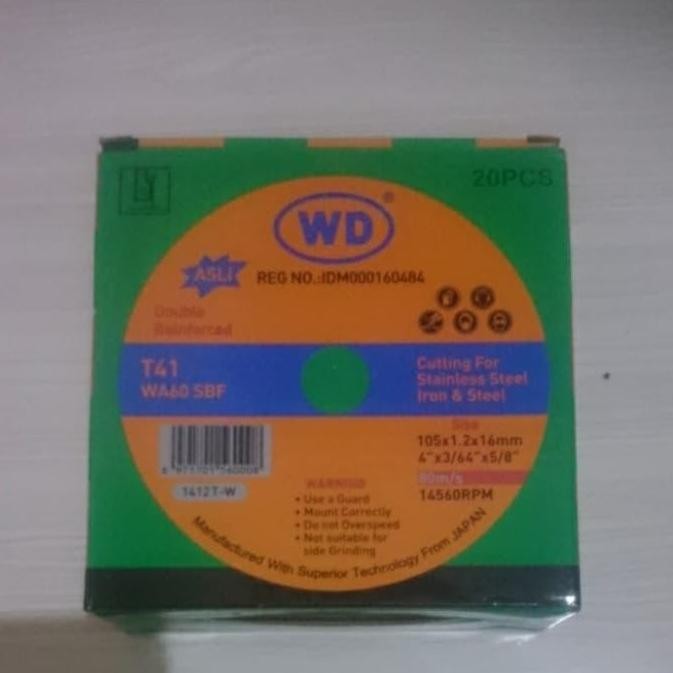 20PCS
WD®
ASLI
REG NO.:IDM000160484
Double
Reinforced
T41
WA60 SBF
Cutting For
Stainless Steel
Iron & Steel
Size
105x1.2x16mm
4"x3/64"x5/8"
80m/s
14560RPM
1412T-W
WARNING
• Use a Guard
• Mount Correctly
• Do not Overspeed
• Not suitable for
side Grinding
Manufactured With Superior Technology From JAPAN